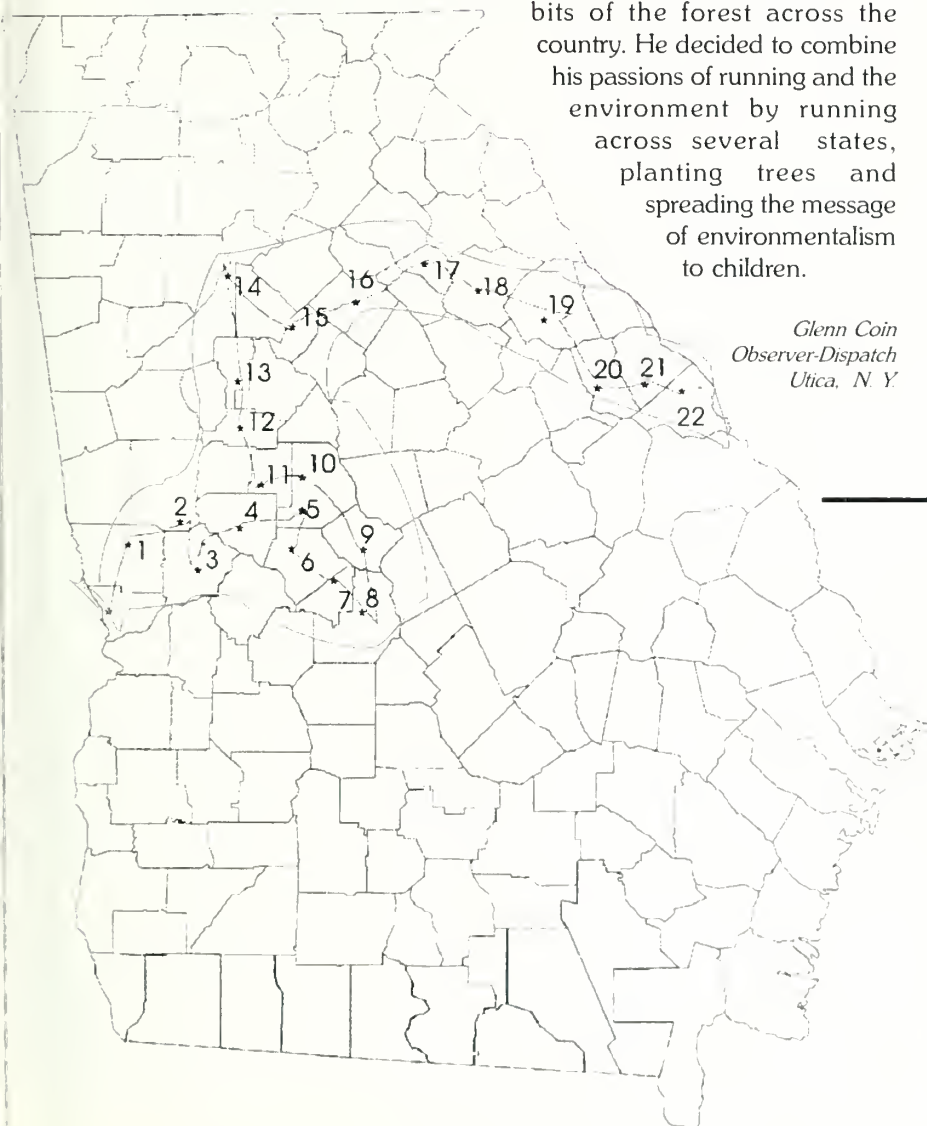 bits of the forest across the
country. He decided to combine
his passions of running and the
environment by running
across several states,
planting trees and
spreading the message
of environmentalism
to children.
Glenn Coin
Observer-Dispatch
Utica, N. Y.
17
14
16
18
15
19
13
20 21
22
12
11 10
2
4
5
1
3
9
6
7 8